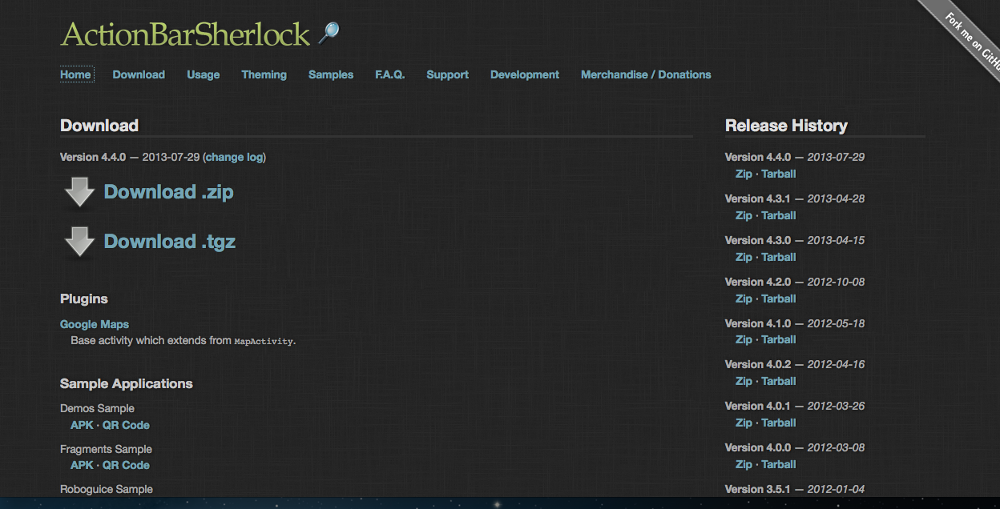 ActionBarSherlock
Fork me on GitHu
Home Download Usage Theming Samples F.A.Q. Support Development Merchandise / Donations
Download
Version 4.4.0 — 2013-07-29 (change log)
Download .zip
Download .tgz
Plugins
Google Maps
Base activity which extends from MapActivity.
Sample Applications
Demos Sample
APK · QR Code
Fragments Sample
APK · QR Code
Roboguice Sample
Release History
Version 4.4.0 — 2013-07-29
Zip · Tarball
Version 4.3.1 — 2013-04-28
Zip · Tarball
Version 4.3.0 — 2013-04-15
Zip · Tarball
Version 4.2.0 — 2012-10-08
Zip · Tarball
Version 4.1.0 — 2012-05-18
Zip · Tarball
Version 4.0.2 — 2012-04-16
Zip · Tarball
Version 4.0.1 — 2012-03-26
Zip · Tarball
Version 4.0.0 — 2012-03-08
Zip · Tarball
Version 3.5.1 — 2012-01-04